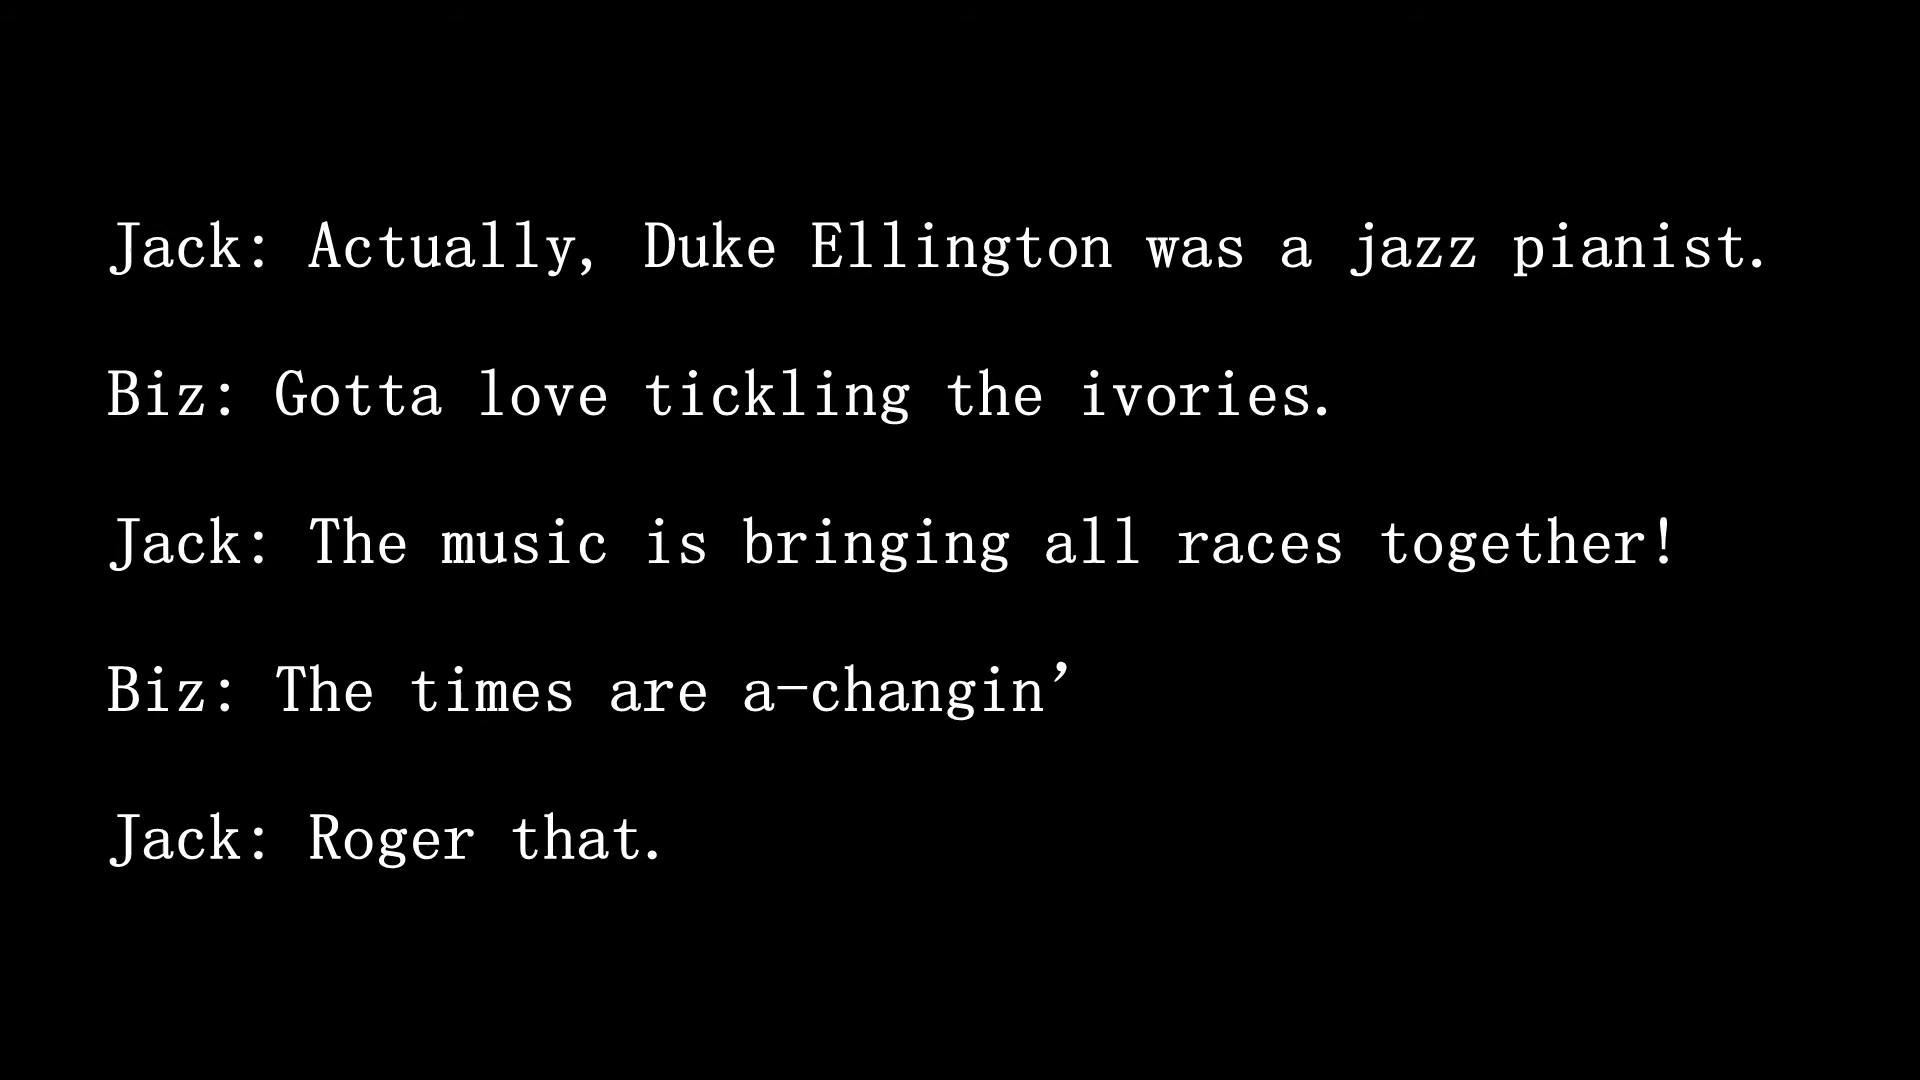 Jack: Actually, Duke Ellington was a jazz pianist.
Biz: Gotta love tickling the ivories.
Jack: The music is bringing all races together!
Biz: The times are a-changin’
Jack: Roger that.